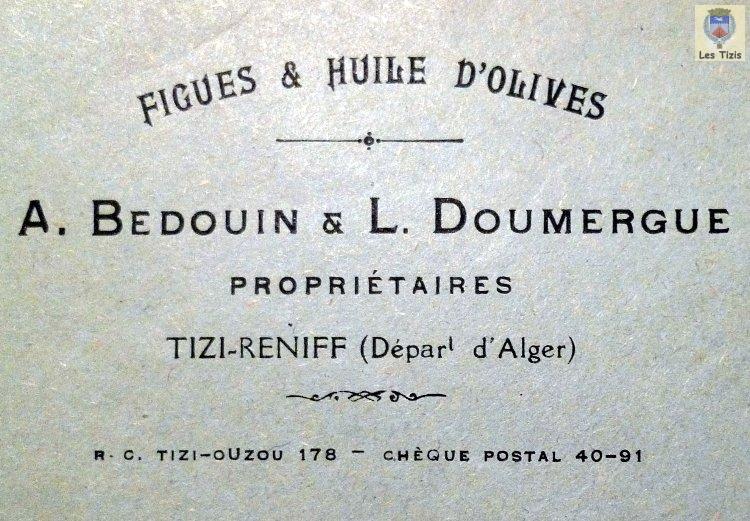 Les Tizis
FIGUES & HUILE D'OLIVES
A. BEDOUIN & L. DOUMERGUE
PROPRIÉTAIRES
TIZI-RENIFF (Départ d'Alger)
R. C. TIZI-OUZOU 178 — CHÈQUE POSTAL 40-91